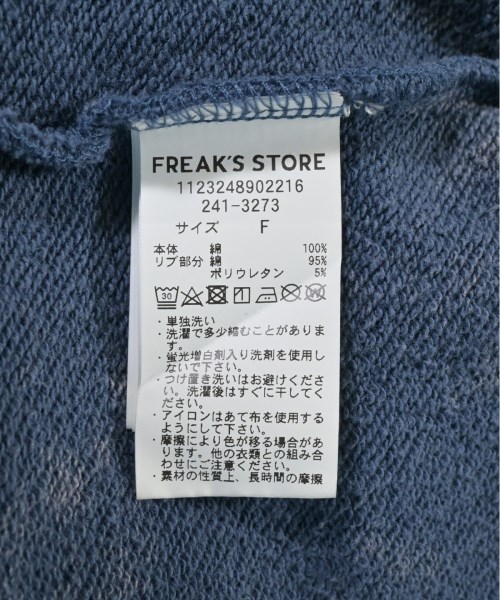 FREAK'S STORE
1123248902216
241-3273
サイズ F
本体 綿 100%
リブ部分 綿 95%
ポリウレタン 5%
30
・単独洗い
・洗濯で多少縮むことがありま
す。
・蛍光増白剤入り洗剤を使用し
ないで下さい。
・つけ置き洗いはお避けくださ
い。洗濯後はすぐに干してく
ださい。
・アイロンはあて布を使用する
ようにして下さい。
・摩擦により色が移る場合があ
ります。他の衣類との組み合
わせにご注意ください。
・素材の性質上、長時間の摩擦